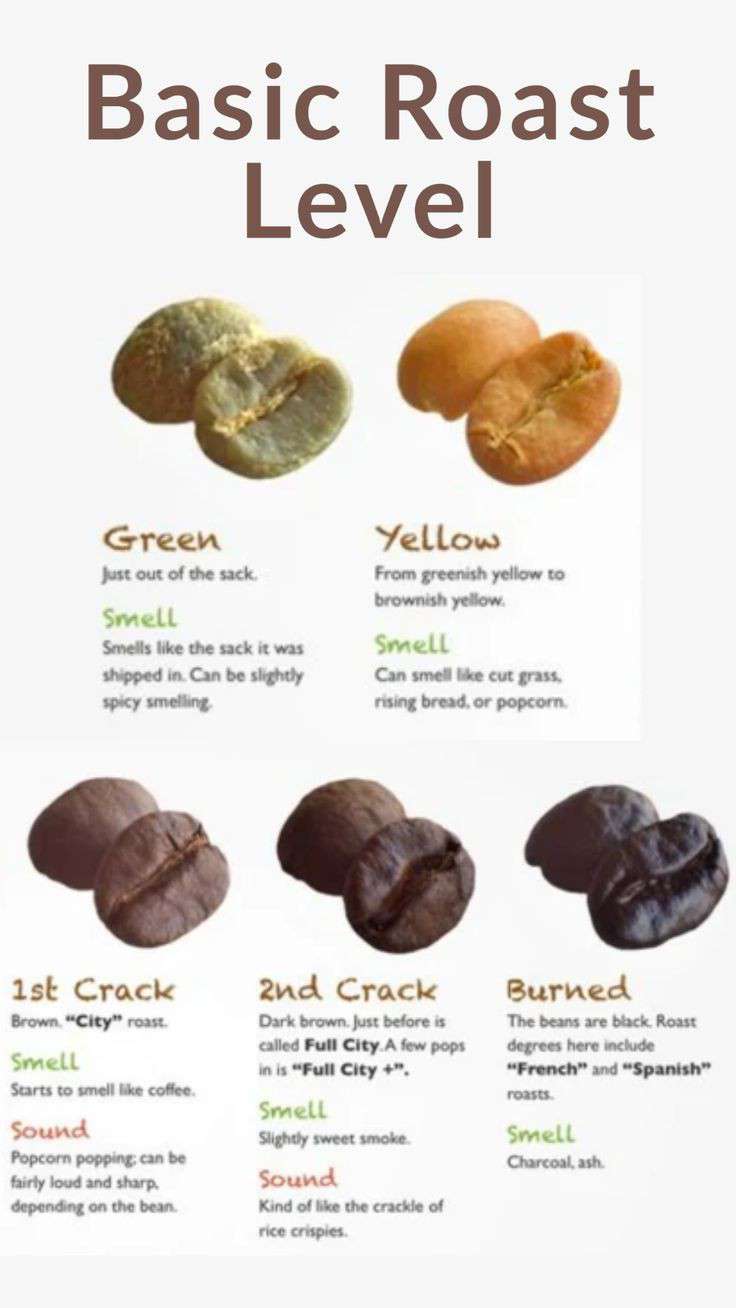 Basic Roast
Level
Green
Just out of the sack.
Smell
Smells like the sack it was
shipped in. Can be slightly
spicy smelling.
Yellow
From greenish yellow to
brownish yellow.
Smell
Can smell like cut grass,
rising bread, or popcorn.
1st Crack
Brown. “City” roast.
Smell
Starts to smell like coffee.
Sound
Popcorn popping; can be
fairly loud and sharp,
depending on the bean.
2nd Crack
Dark brown. Just before is
called Full City. A few pops
in is “Full City +”.
Smell
Slightly sweet smoke.
Sound
Kind of like the crackle of
rice crispies.
Burned
The beans are black. Roast
degrees here include
“French” and “Spanish”
roasts.
Smell
Charcoal, ash.